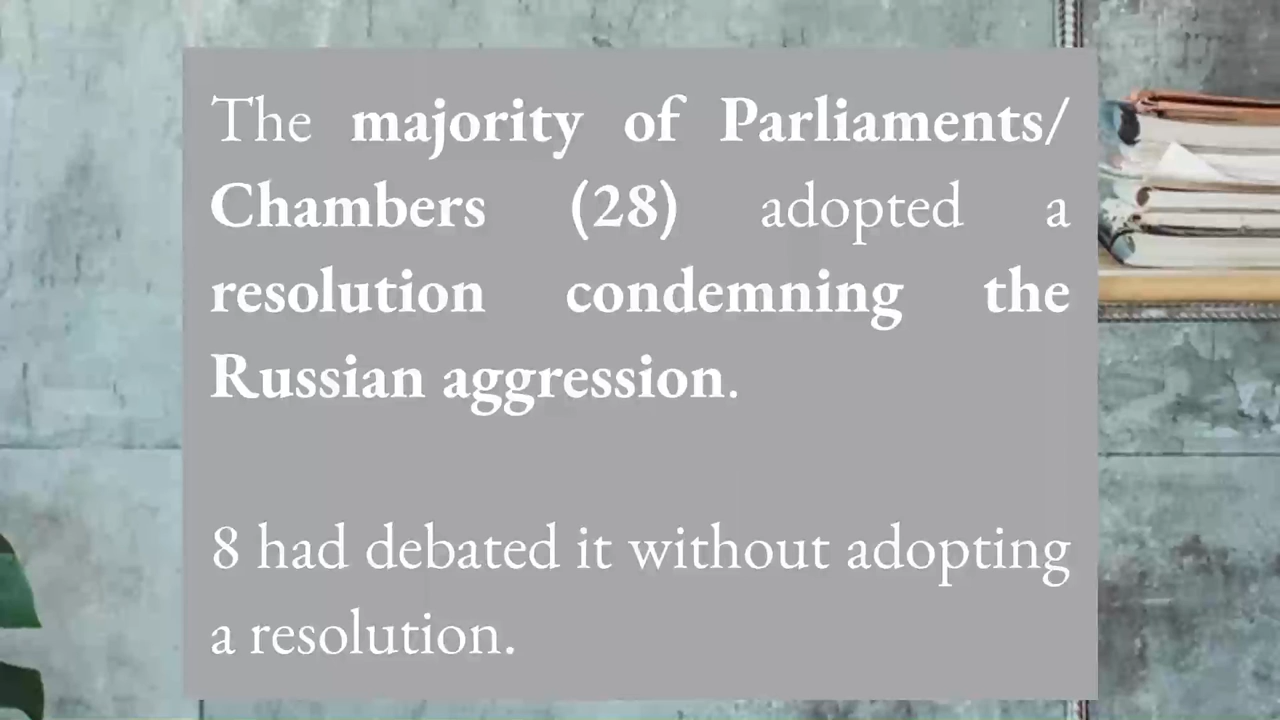 The majority of Parliaments/
Chambers (28) adopted a
resolution condemning the
Russian aggression.
8 had debated it without adopting
a resolution.